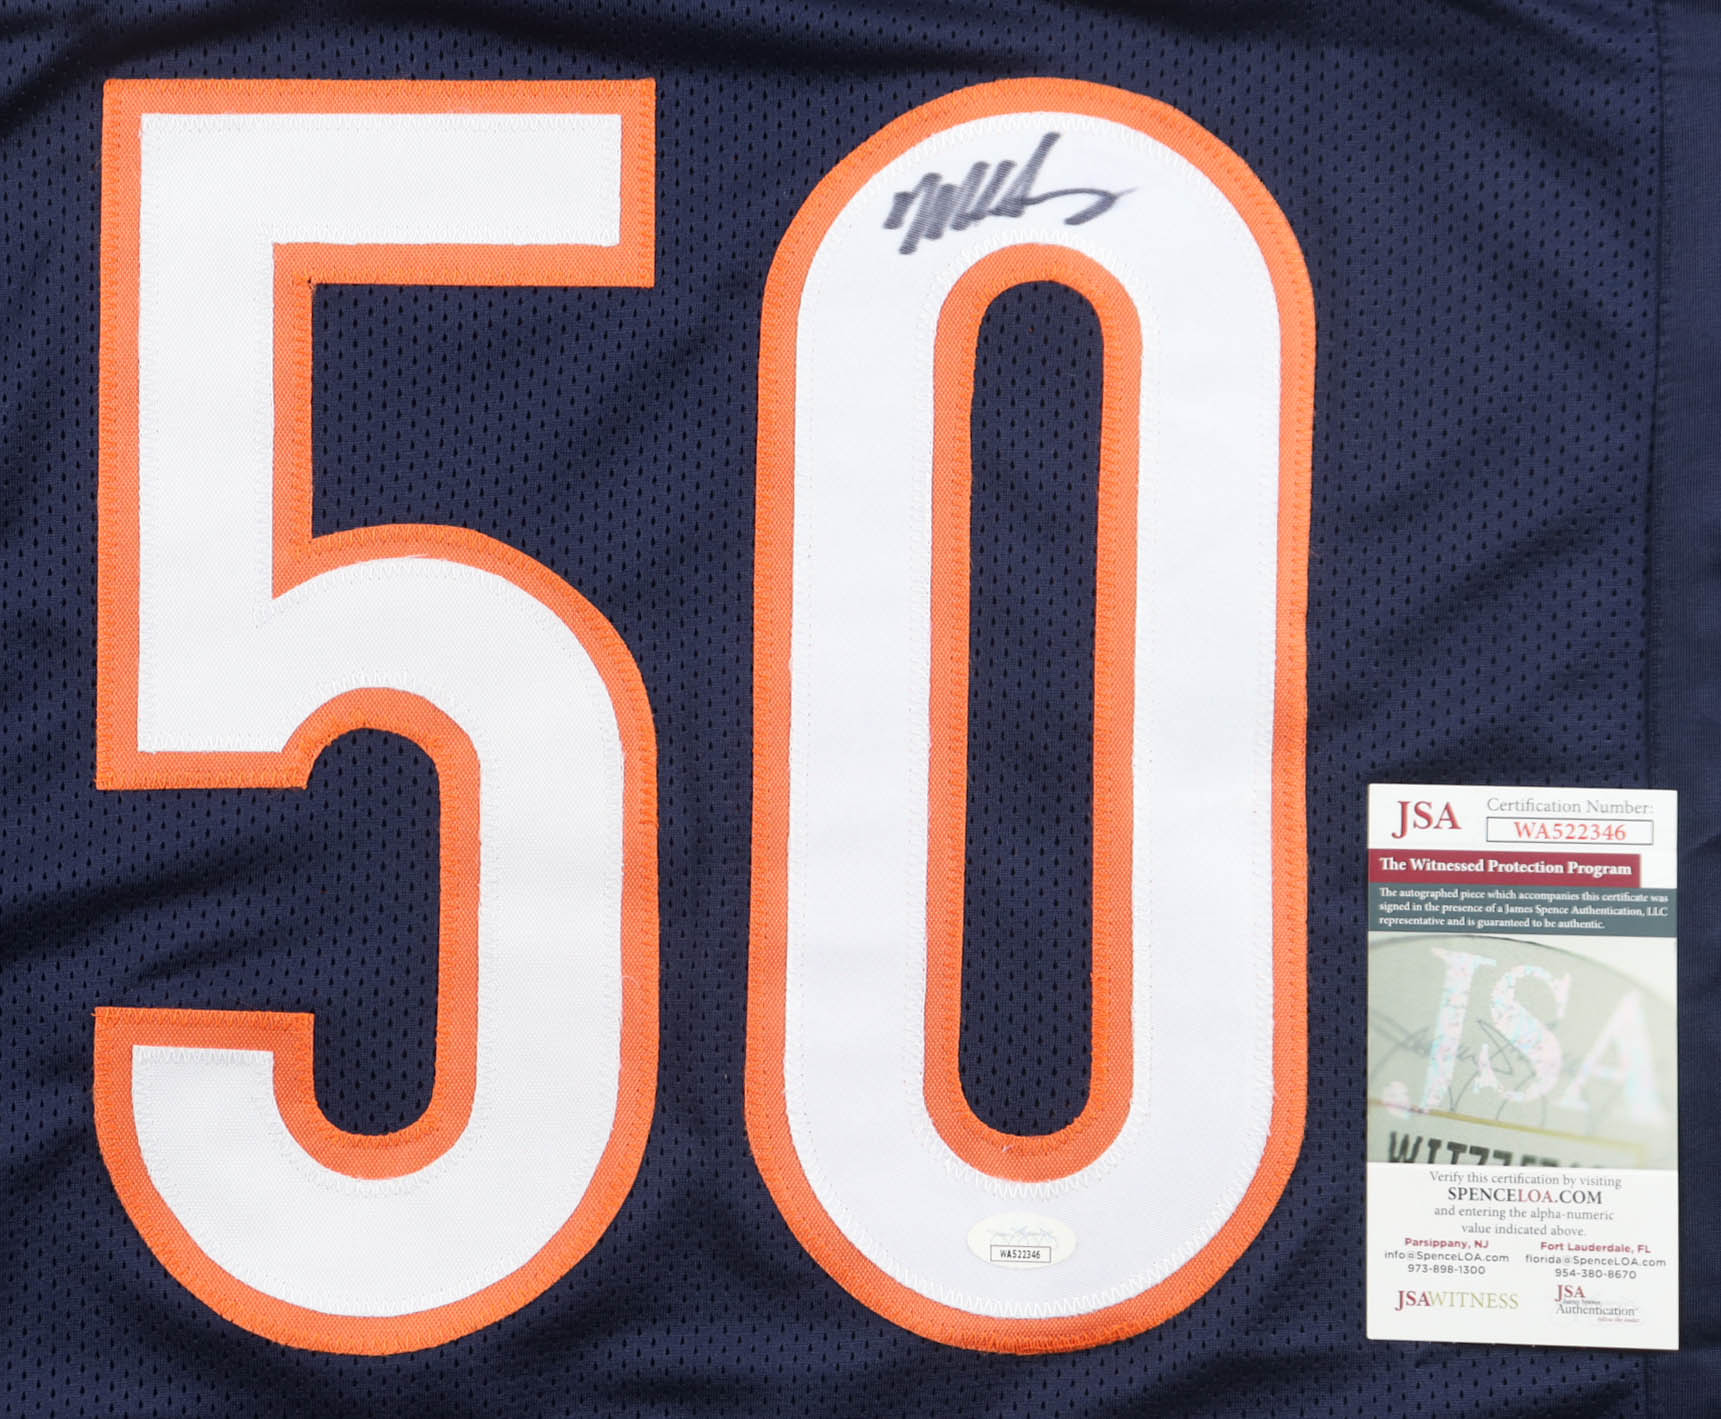 50
JSA
Certification Number:
WA522346
The Witnessed Protection Program
The autographed piece which accompanies this certificate was
signed in the presence of a James Spence Authentication, LLC
representative and is guaranteed to be authentic.
JSA
Verify this certification by visiting
SPENCELOA.COM
and entering the alpha-numeric
value indicated above.
Parsippany, NJ
info@SpenceLOA.com
973-898-1300
Fort Lauderdale, FL
florida@SpenceLOA.com
954-380-8670
JSAWITNESS
JSA
James Spence
Authentication
WA522346